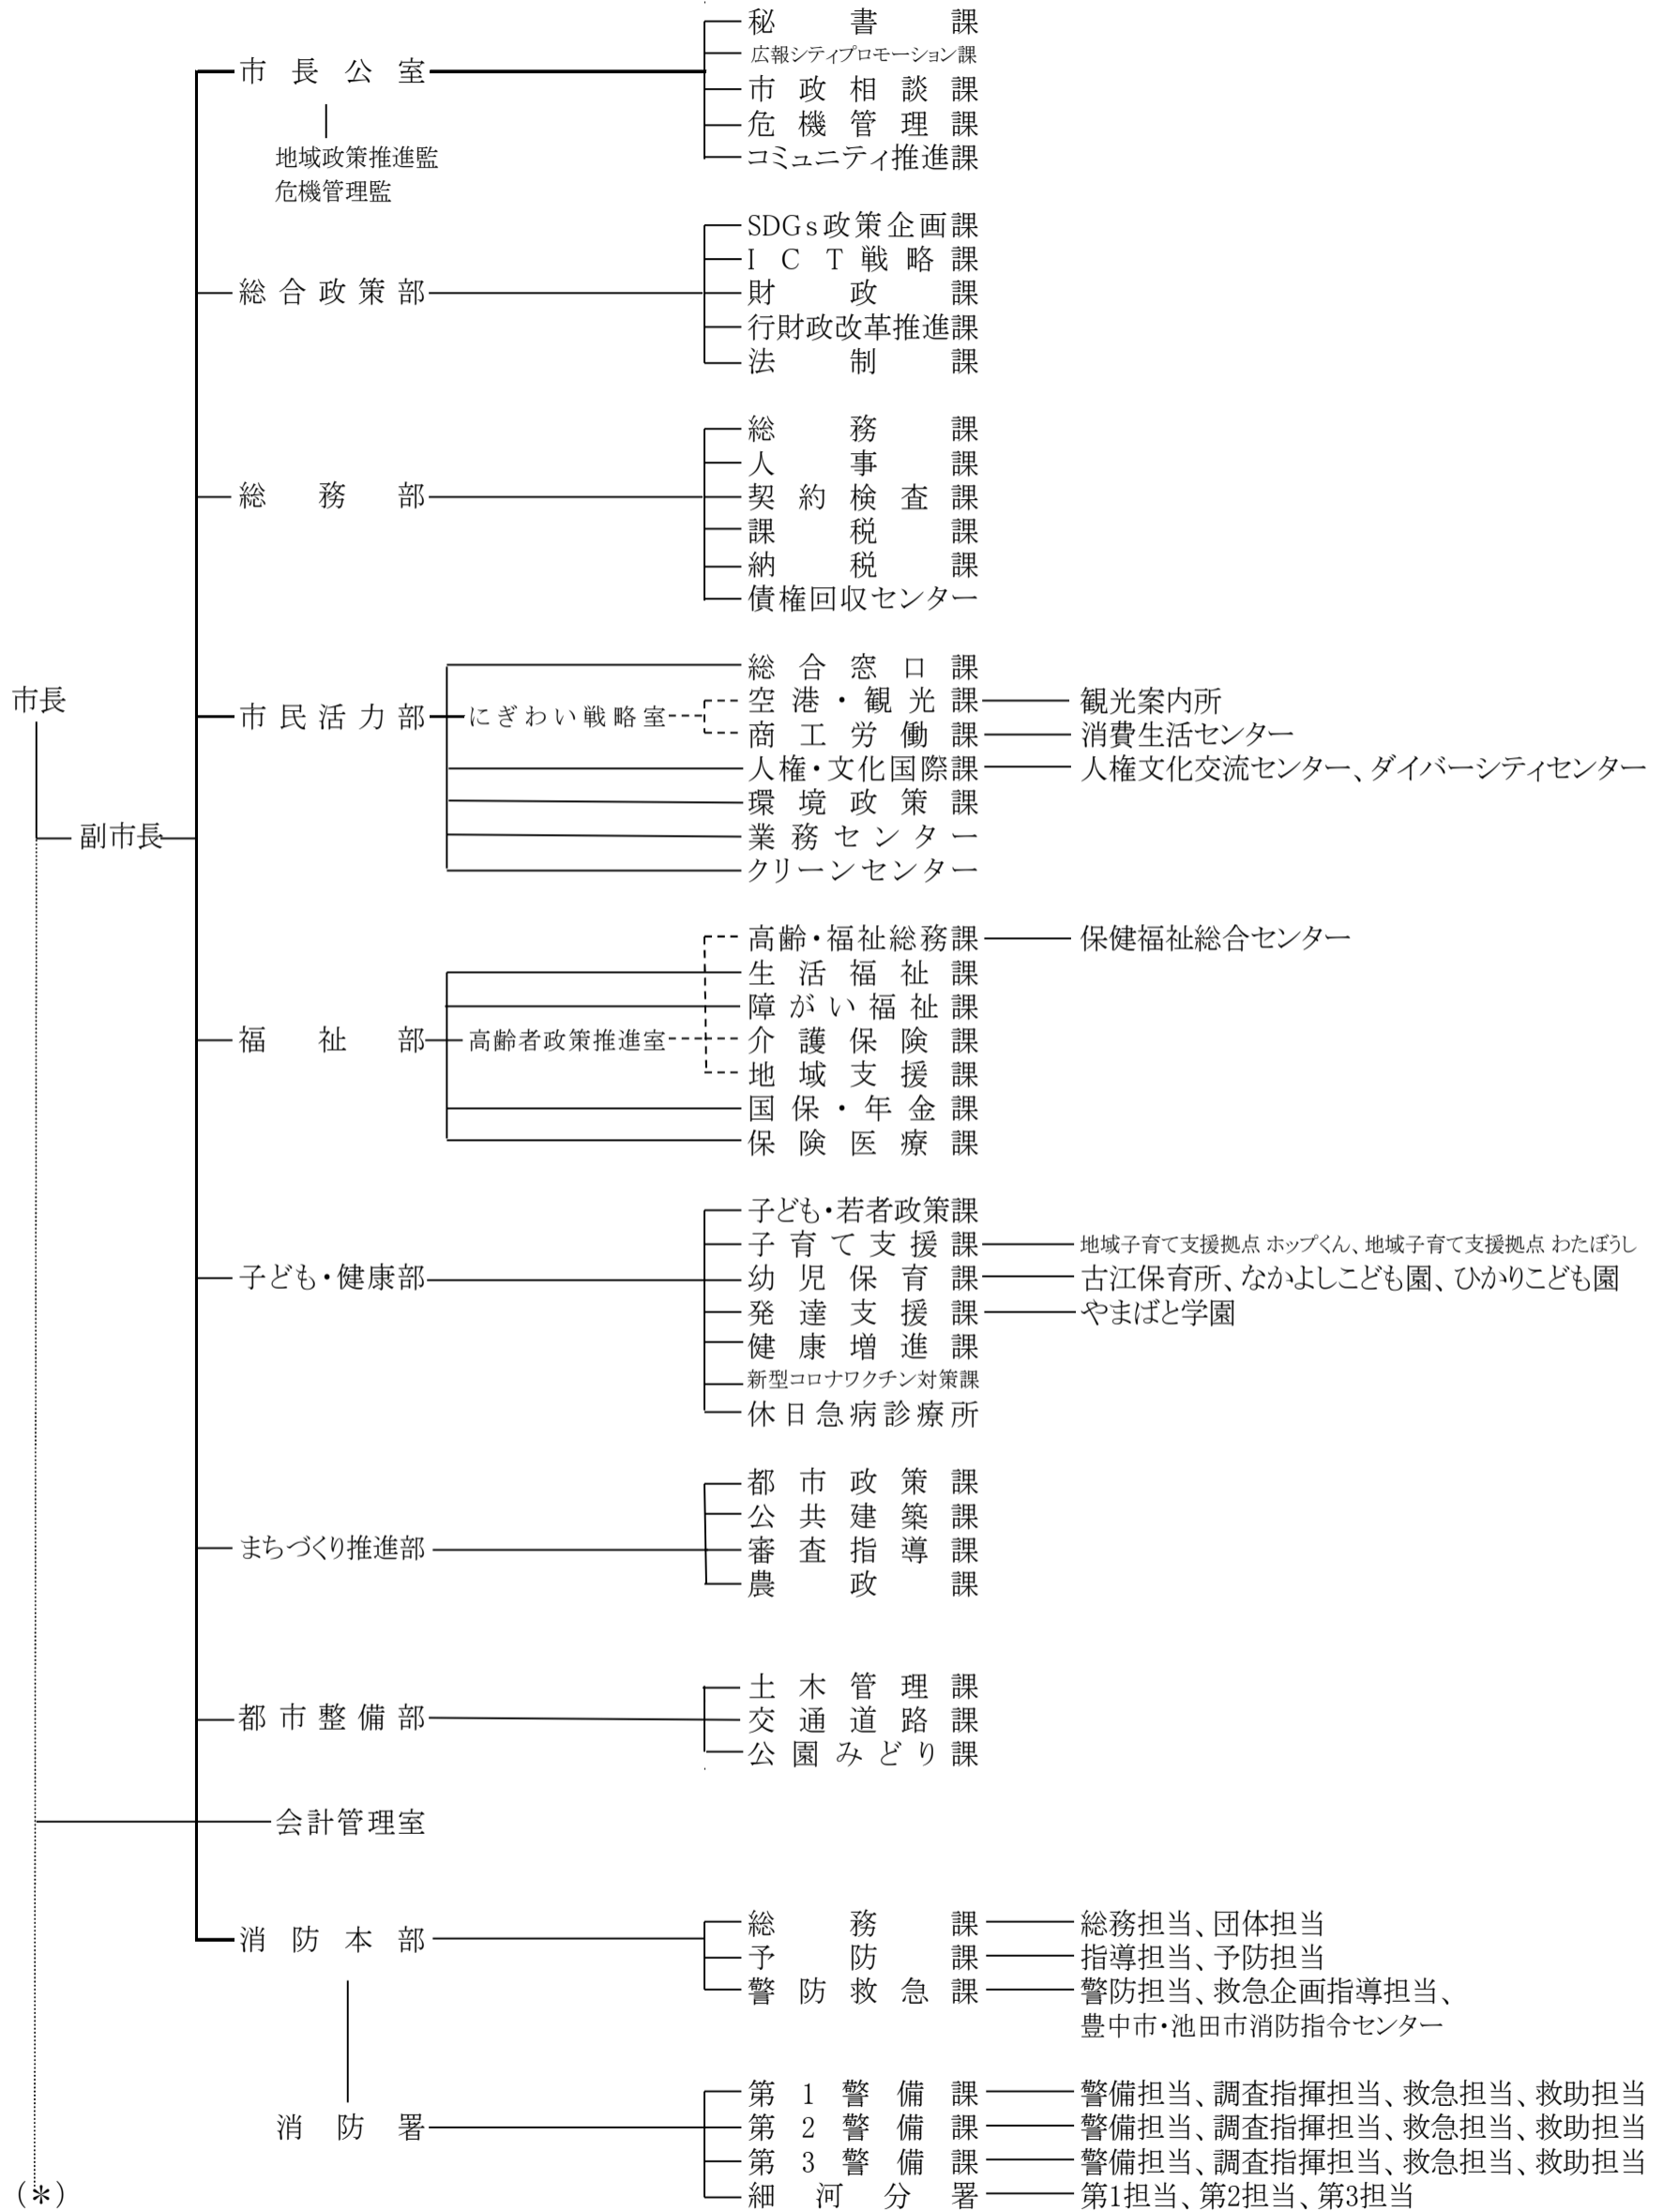 秘書課
広報シティプロモーション課
市長公室
市政相談課
危機管理課
コミュニティ推進課
地域政策推進監
危機管理監
SDGs政策企画課
ICT戦略課
総合政策部 財政課
行財政改革推進課
法制課
総務課
人事課
総務部 契約検査課
課税課
納税課
債権回収センター
総合窓口課
市長
空港・観光課 観光案内所
市民活力部 にぎわい戦略室
商工労働課 消費生活センター
人権・文化国際課 人権文化交流センター、ダイバーシティセンター
環境政策課
副市長 業務センター
クリーンセンター
高齢・福祉総務課 保健福祉総合センター
生活福祉課
障がい福祉課
福祉部 高齢者政策推進室 介護保険課
地域支援課
国保・年金課
保険医療課
子ども・若者政策課
子育て支援課 地域子育て支援拠点 ホップくん、地域子育て支援拠点 わたぼうし
子ども・健康部 幼児保育課 古江保育所、なかよしこども園、ひかりこども園
発達支援課 やまばと学園
健康増進課
新型コロナワクチン対策課
休日急病診療所
都市政策課
公共建築課
まちづくり推進部 審査指導課
農政課
土木管理課
都市整備部 交通道路課
公園みどり課
会計管理室
総務課 総務担当、団体担当
消防本部
予防課 指導担当、予防担当
警防救急課 警防担当、救急企画指導担当、
豊中市・池田市消防指令センター
第1警備課 警備担当、調査指揮担当、救急担当、救助担当
消防署 第2警備課 警備担当、調査指揮担当、救急担当、救助担当
第3警備課 警備担当、調査指揮担当、救急担当、救助担当
(＊) 細河分署 第1担当、第2担当、第3担当